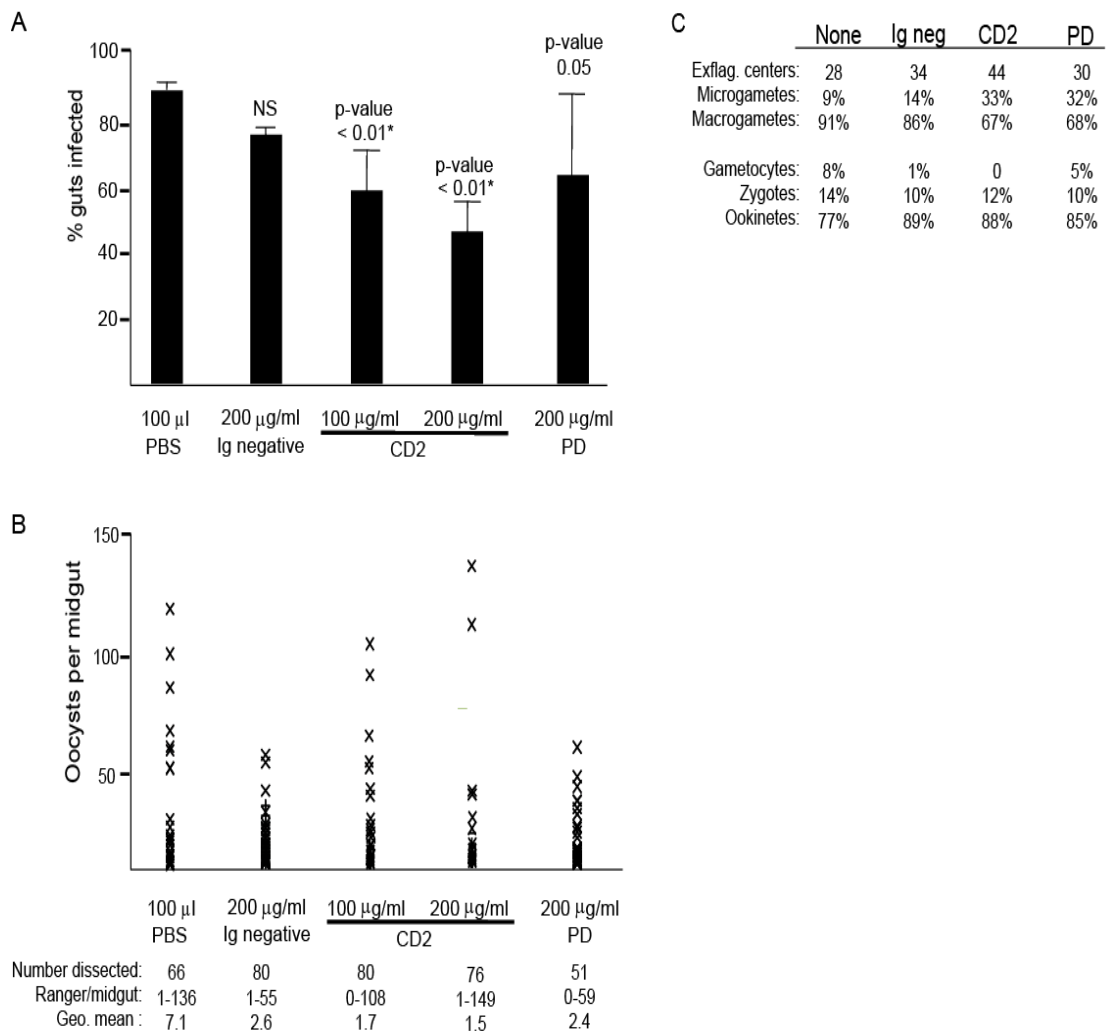 A
100
80
60
40
20
% guts infected
NS
p-value
< 0.01*
p-value
< 0.01*
p-value
0.05
100 µl
PBS
200 µg/ml
Ig negative
100 µg/ml
200 µg/ml
CD2
200 µg/ml
PD
C
None Ig neg CD2 PD
Exflag. centers: 28 34 44 30
Microgametes: 9% 14% 33% 32%
Macrogametes: 91% 86% 67% 68%
Gametocytes: 8% 1% 0 5%
Zygotes: 14% 10% 12% 10%
Ookinetes: 77% 89% 88% 85%
B
150
100
50
Oocysts per midgut
100 µl
PBS
200 µg/ml
Ig negative
100 µg/ml
200 µg/ml
CD2
200 µg/ml
PD
Number dissected: 66 80 80 76 51
Ranger/midgut: 1-136 1-55 0-108 1-149 0-59
Geo. mean : 7.1 2.6 1.7 1.5 2.4